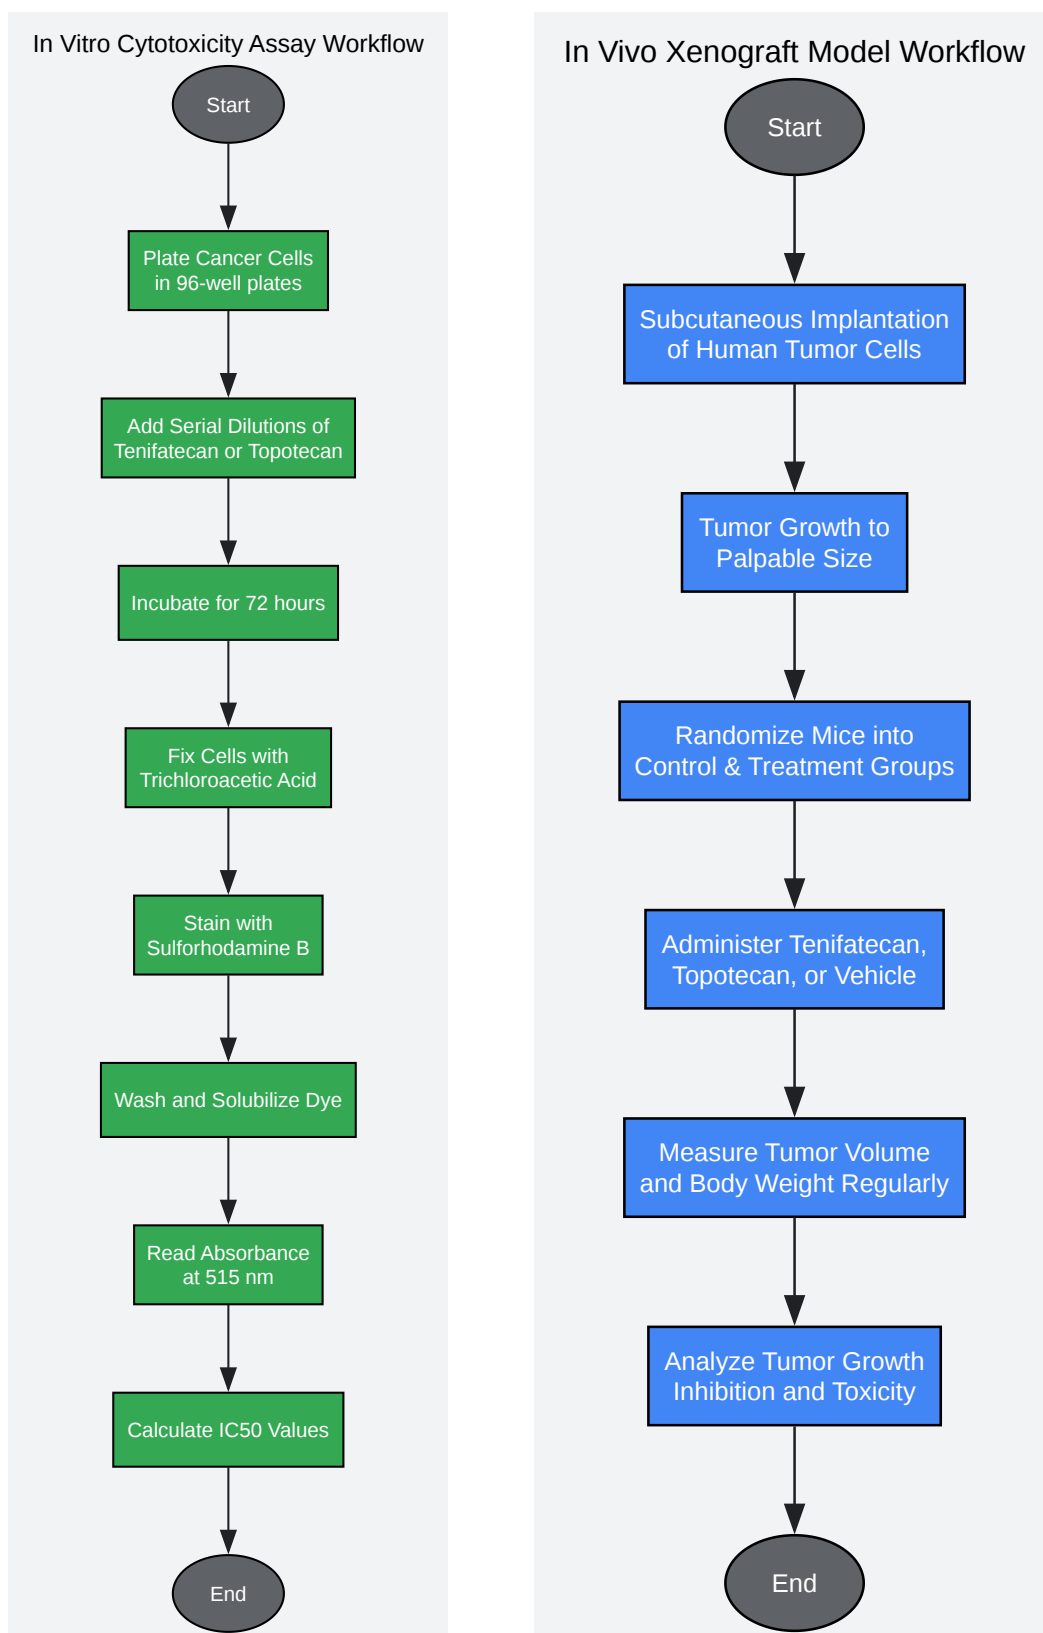 In Vitro Cytotoxicity Assay Workflow
Start
Plate Cancer Cells
in 96-well plates
Add Serial Dilutions of
Tenifatecan or Topotecan
Incubate for 72 hours
Fix Cells with
Trichloroacetic Acid
Stain with
Sulforhodamine B
Wash and Solubilize Dye
Read Absorbance
at 515 nm
Calculate IC50 Values
End
In Vivo Xenograft Model Workflow
Start
Subcutaneous Implantation
of Human Tumor Cells
Tumor Growth to
Palpable Size
Randomize Mice into
Control & Treatment Groups
Administer Tenifatecan,
Topotecan, or Vehicle
Measure Tumor Volume
and Body Weight Regularly
Analyze Tumor Growth
Inhibition and Toxicity
End